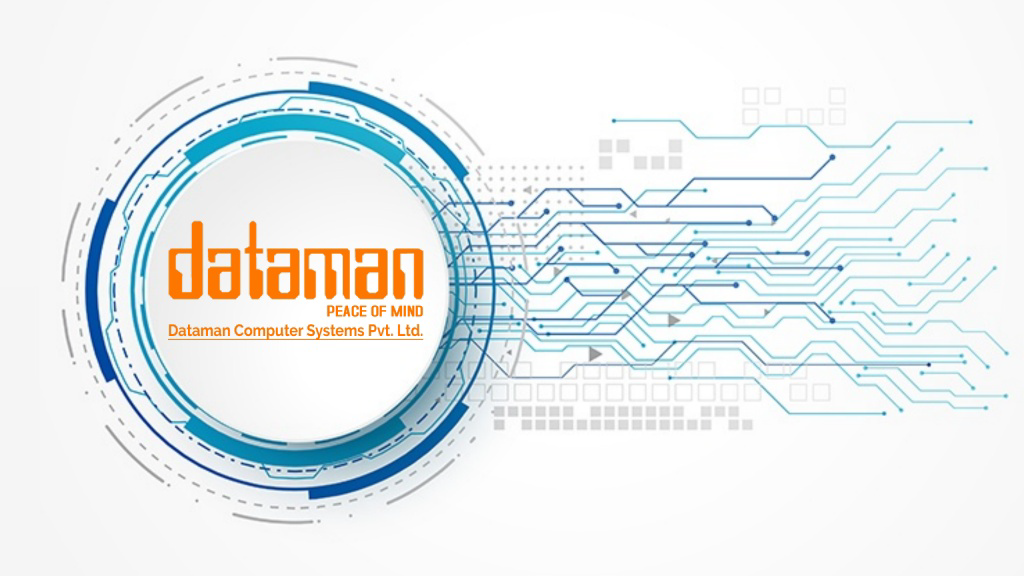 dataman
PEACE OF MIND
Dataman Computer Systems Pvt. Ltd.